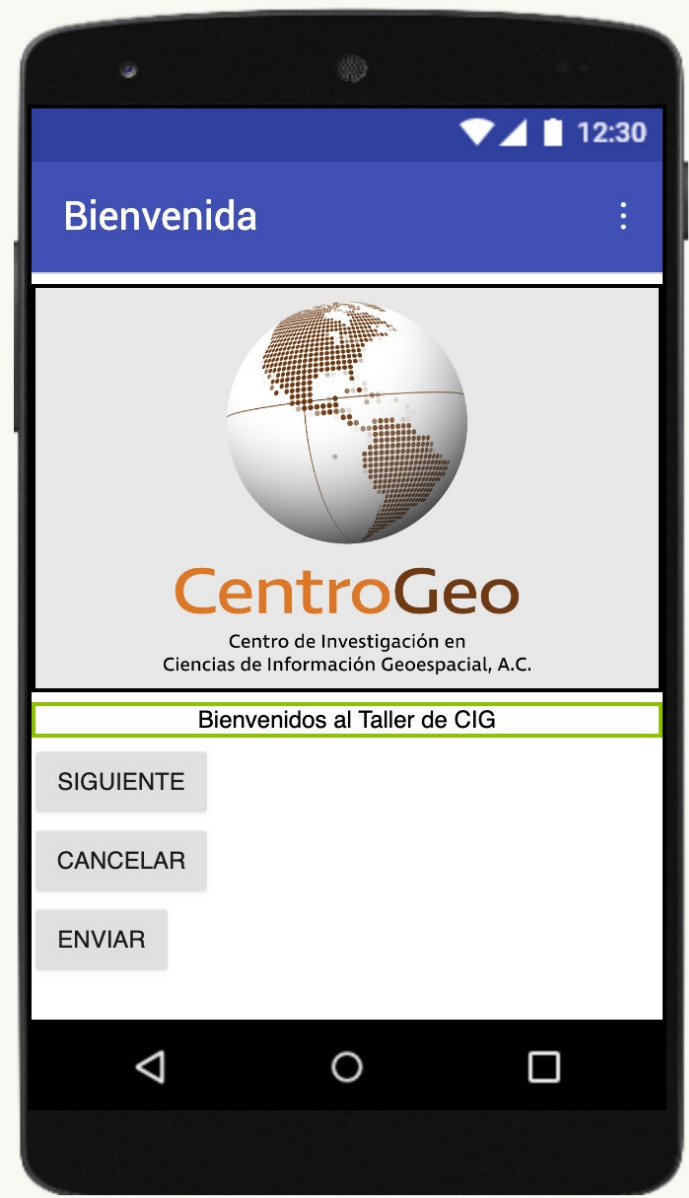 12:30
Bienvenida
CentroGeo
Centro de Investigación en
Ciencias de Información Geoespacial, A.C.
Bienvenidos al Taller de CIG
SIGUIENTE
CANCELAR
ENVIAR